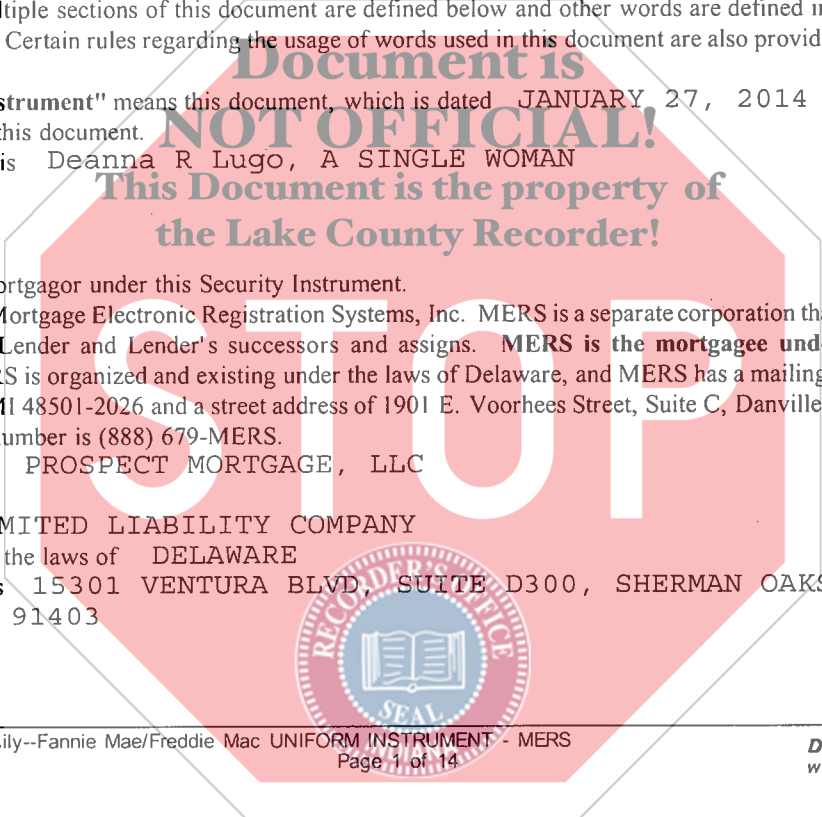 ltiple sections of this document are defined below and other words are defined in
Certain rules regarding the usage of words used in this document are also provid
Document is
strument" means this document, which is dated JANUARY 27, 2014
this document.
NOT OFFICIAL!
is Deanna R Lugo, A SINGLE WOMAN
This Document is the property of
the Lake County Recorder!
ortgagor under this Security Instrument.
Mortgage Electronic Registration Systems, Inc. MERS is a separate corporation tha
Lender and Lender's successors and assigns. MERS is the mortgagee und
RS is organized and existing under the laws of Delaware, and MERS has a mailing
MI 48501-2026 and a street address of 1901 E. Voorhees Street, Suite C, Danville
umber is (888) 679-MERS.
STOP
PROSPECT MORTGAGE, LLC
MITED LIABILITY COMPANY
the laws of DELAWARE
s 15301 VENTURA BLVD, SUITE D300, SHERMAN OAKS
91403
RECORDER'S OFFICE
SEAL
INDIANA
ily--Fannie Mae/Freddie Mac UNIFORM INSTRUMENT - MERS
Page 1 of 14
D
w